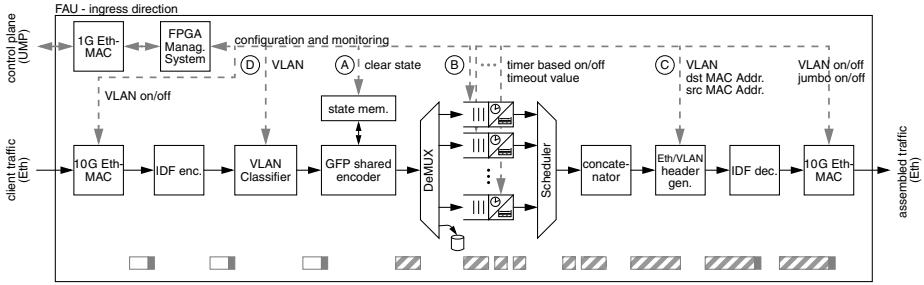 FAU - ingress direction
control plane
(UMP)
1G Eth-
MAC
FPGA
Manag.
System
configuration and monitoring
D
VLAN
A
clear state
B
timer based on/off
timeout value
C
VLAN
dst MAC Addr.
src MAC Addr.
VLAN on/off
jumbo on/off
VLAN on/off
state mem.
client traffic
(Eth)
10G Eth-
MAC
IDF enc.
VLAN
Classifier
GFP shared
encoder
DeMUX
Scheduler
concate-
nator
Eth/VLAN
header
gen.
IDF dec.
10G Eth-
MAC
assembled traffic
(Eth)